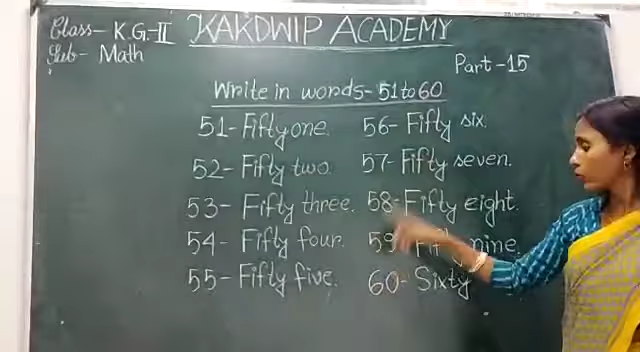 Class- K.G.-II
KAKDWIP ACADEMY
Sub- Math
Part-15
Write in words- 51 to 60
51- Fifty one.
52- Fifty two.
53- Fifty three.
54- Fifty four.
55- Fifty five.
56- Fifty six.
57- Fifty seven.
58- Fifty eight.
59- Fifty nine.
60- Sixty